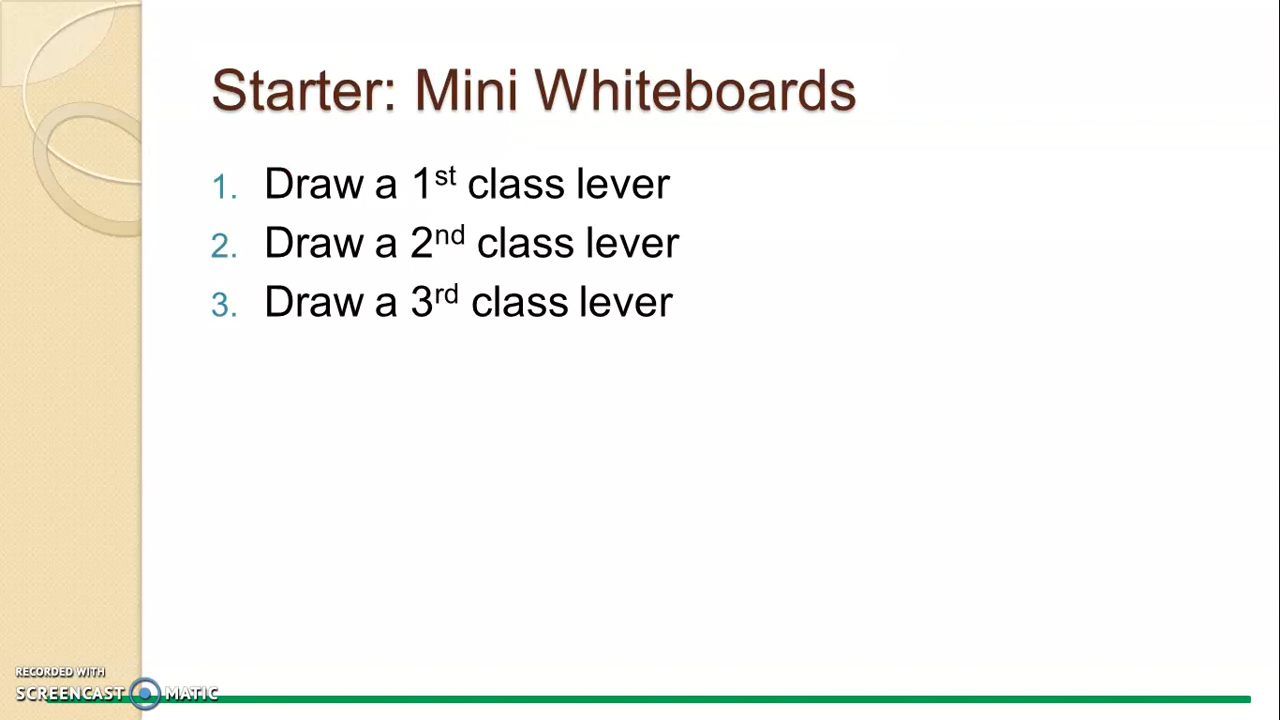 Starter: Mini Whiteboards
1. Draw a 1st class lever
2. Draw a 2nd class lever
3. Draw a 3rd class lever
RECORDED WITH
SCREENCAST MATIC